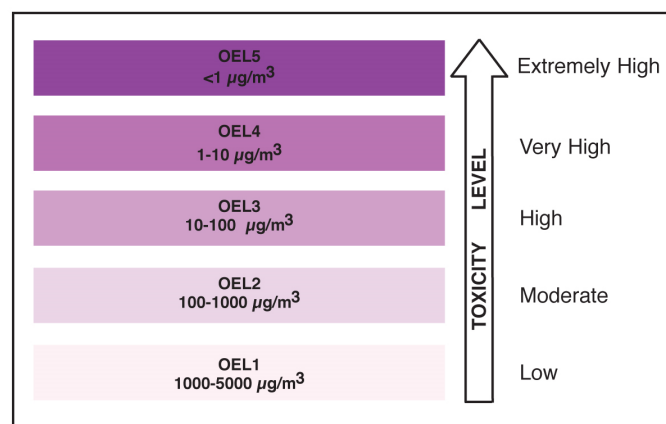 OEL5
<1 µg/m³
Extremely High
OEL4
1-10 µg/m³
Very High
OEL3
10-100 µg/m³
High
OEL2
100-1000 µg/m³
Moderate
OEL1
1000-5000 µg/m³
Low
TOXICITY LEVEL